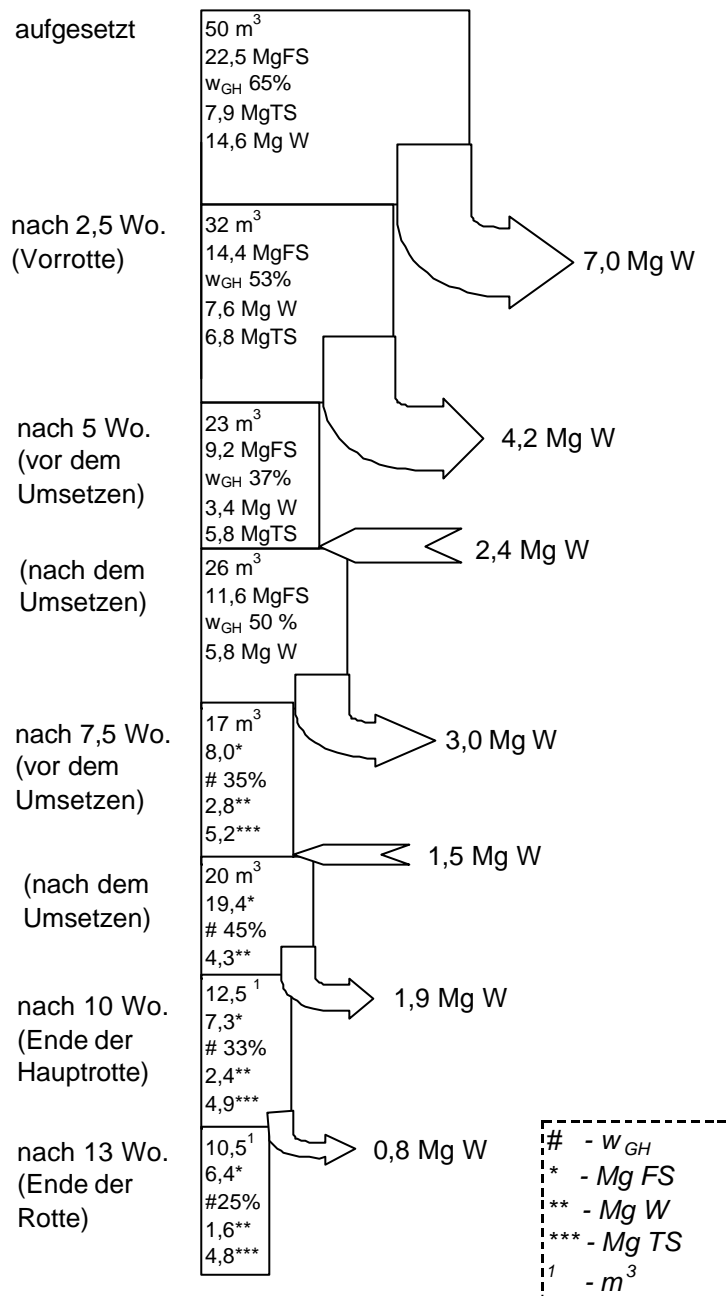 aufgesetzt
50 m³
22,5 MgFS
wGH 65%
7,9 MgTS
14,6 Mg W
7,0 Mg W
nach 2,5 Wo.
(Vorrotte)
32 m³
14,4 MgFS
wGH 53%
7,6 Mg W
6,8 MgTS
4,2 Mg W
nach 5 Wo.
(vor dem
Umsetzen)
23 m³
9,2 MgFS
wGH 37%
3,4 Mg W
5,8 MgTS
2,4 Mg W
(nach dem
Umsetzen)
26 m³
11,6 MgFS
wGH 50 %
5,8 Mg W
3,0 Mg W
nach 7,5 Wo.
(vor dem
Umsetzen)
17 m³
8,0*
# 35%
2,8**
5,2***
1,5 Mg W
(nach dem
Umsetzen)
20 m³
19,4*
# 45%
4,3**
1,9 Mg W
nach 10 Wo.
(Ende der
Hauptrotte)
12,5 ¹
7,3*
# 33%
2,4**
4,9***
0,8 Mg W
nach 13 Wo.
(Ende der
Rotte)
10,5¹
6,4*
#25%
1,6**
4,8***
# - wGH
* - Mg FS
** - Mg W
*** - Mg TS
¹ - m³